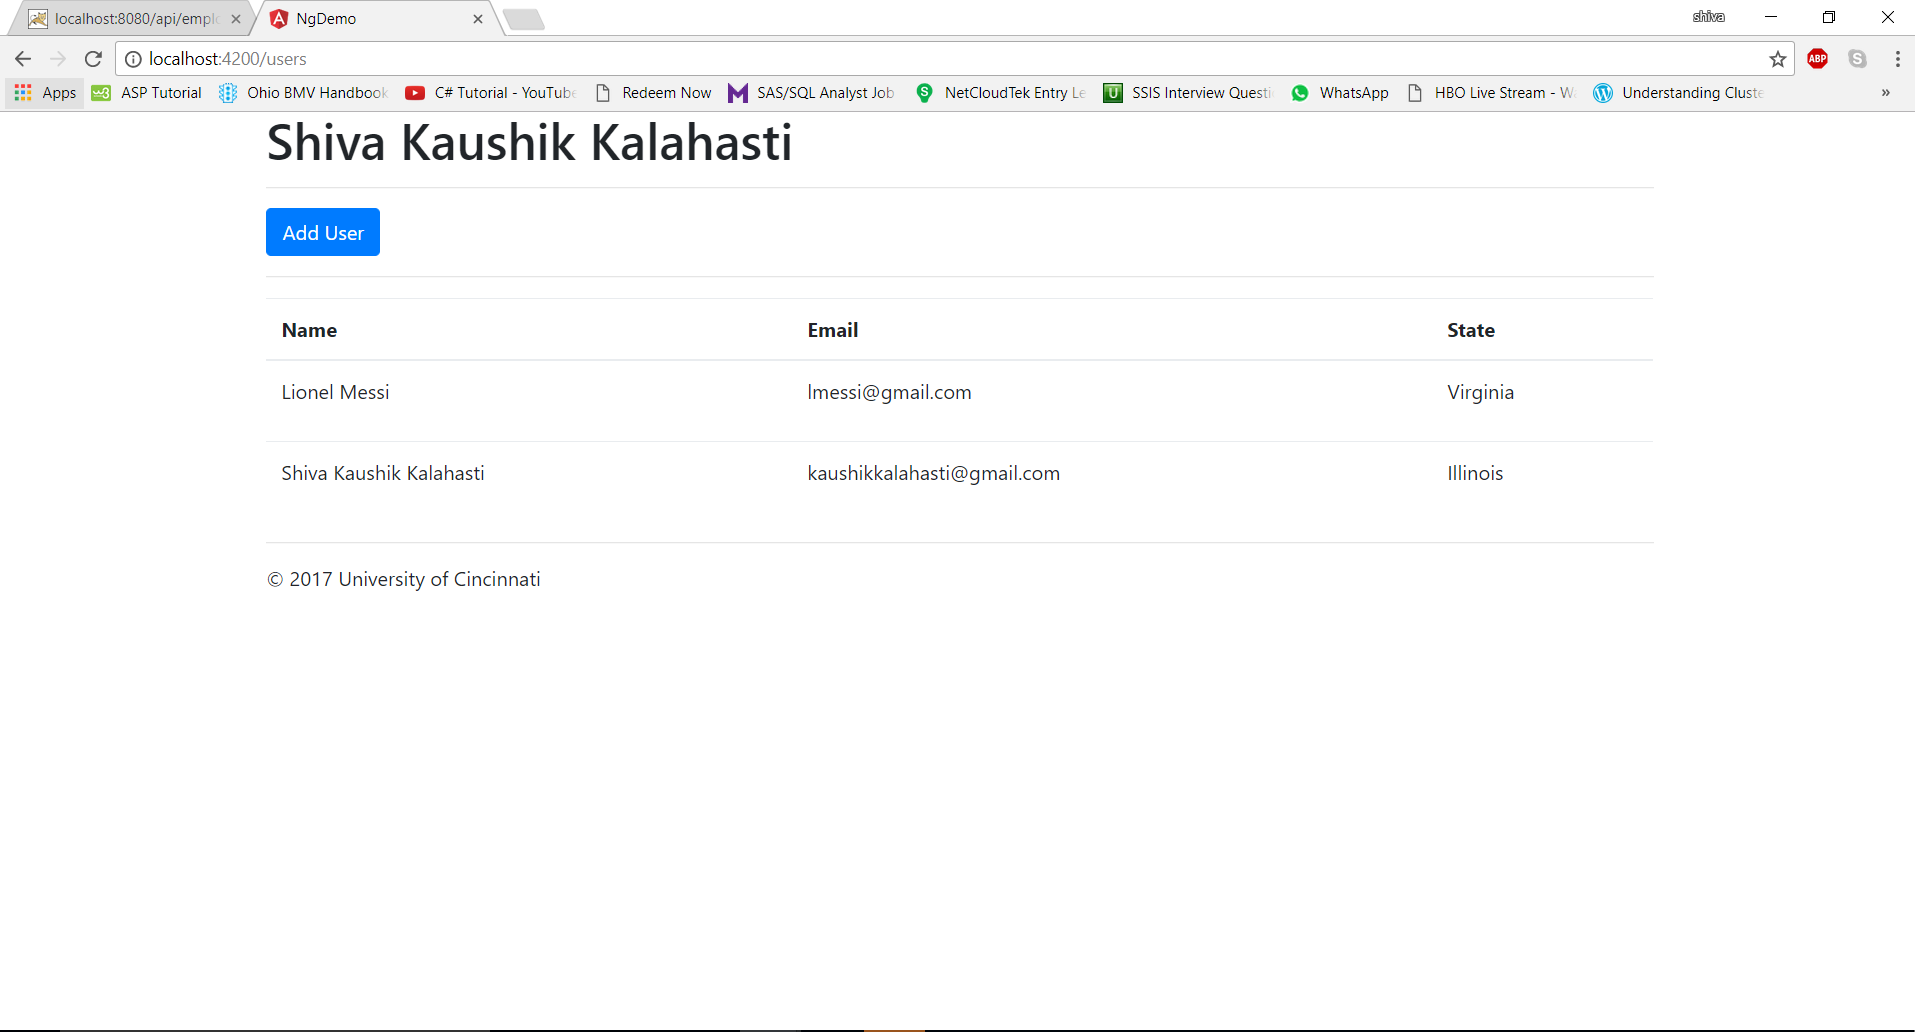 localhost:8080/api/emplo
NgDemo
shiva
localhost:4200/users
ABP
Apps
w3 ASP Tutorial
Ohio BMV Handbook
C# Tutorial - YouTube
Redeem Now
SAS/SQL Analyst Job
NetCloudTek Entry Le
SSIS Interview Questi
WhatsApp
HBO Live Stream - W
Understanding Cluste
»
Shiva Kaushik Kalahasti
Add User
Name Email State
Lionel Messi lmessi@gmail.com Virginia
Shiva Kaushik Kalahasti kaushikkalahasti@gmail.com Illinois
© 2017 University of Cincinnati